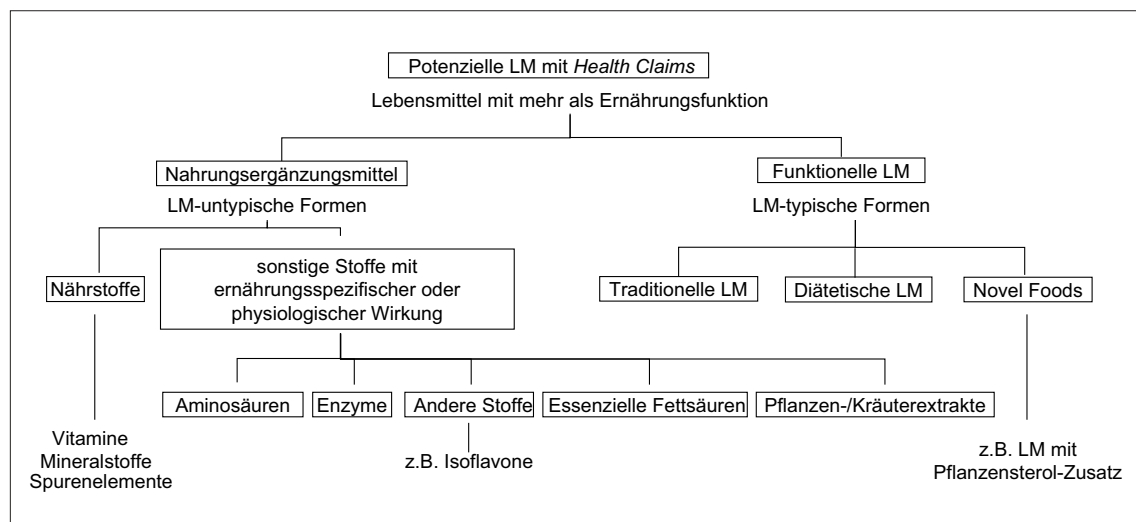 Potenzielle LM mit Health Claims
Lebensmittel mit mehr als Ernährungsfunktion
Nahrungsergänzungsmittel
Funktionelle LM
LM-untypische Formen
LM-typische Formen
Nährstoffe
sonstige Stoffe mit
ernährungsspezifischer oder
physiologischer Wirkung
Traditionelle LM
Diätetische LM
Novel Foods
Aminosäuren
Enzyme
Andere Stoffe
Essenzielle Fettsäuren
Pflanzen-/Kräuterextrakte
Vitamine
Mineralstoffe
Spurenelemente
z.B. Isoflavone
z.B. LM mit
Pflanzensterol-Zusatz